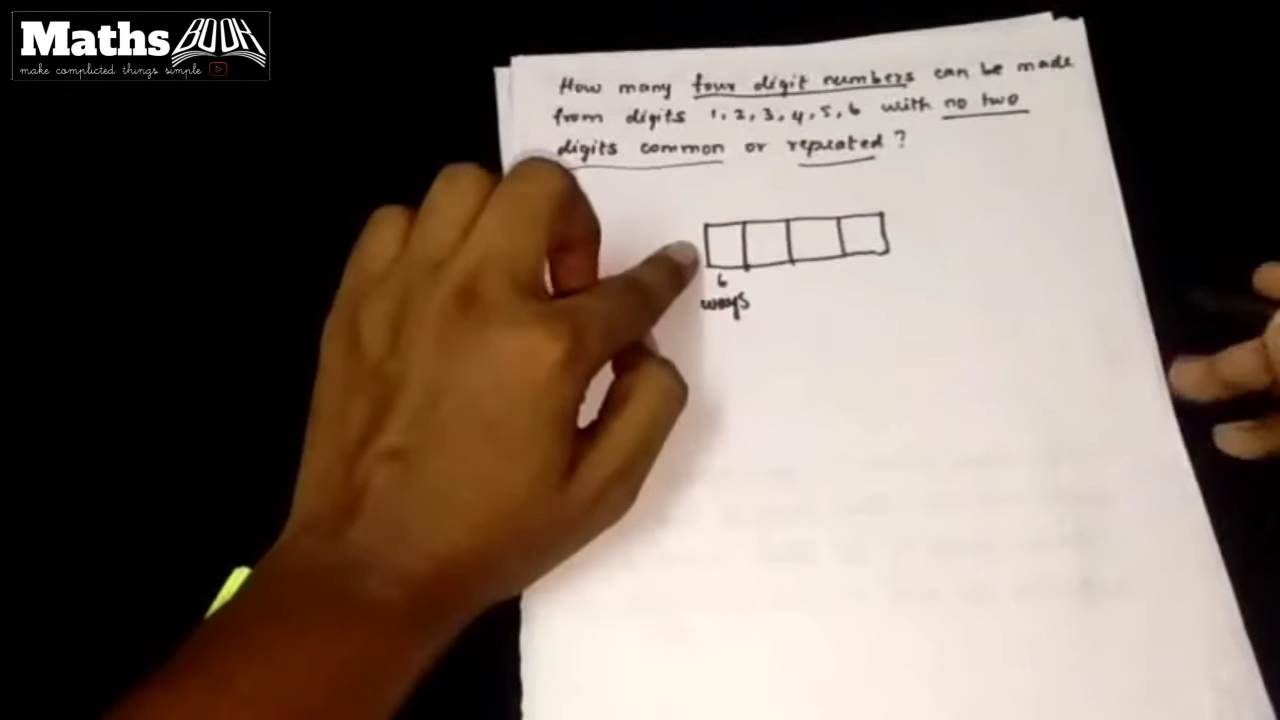 Maths BOOK
make complicted things simple
How many four digit numbers can be made
from digits 1, 2, 3, 4, 5, 6 with no two
digits common or repeated ?
6
ways